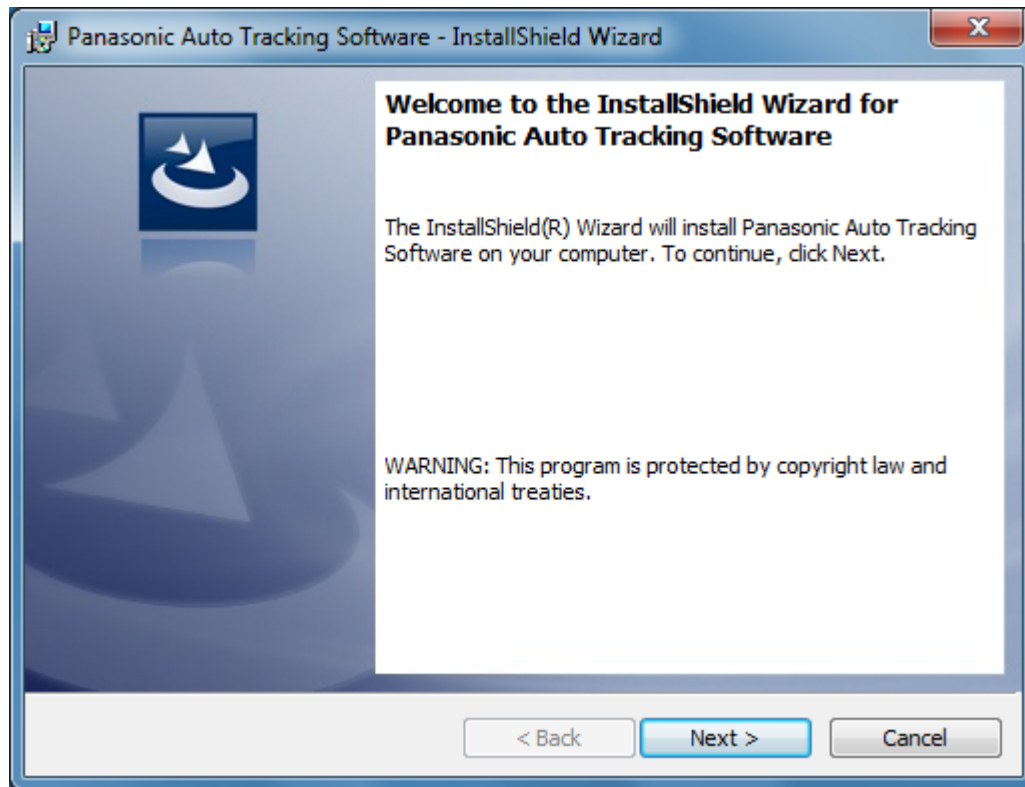 Panasonic Auto Tracking Software - InstallShield Wizard
Welcome to the InstallShield Wizard for
Panasonic Auto Tracking Software
The InstallShield(R) Wizard will install Panasonic Auto Tracking
Software on your computer. To continue, click Next.
WARNING: This program is protected by copyright law and
international treaties.
< Back Next > Cancel